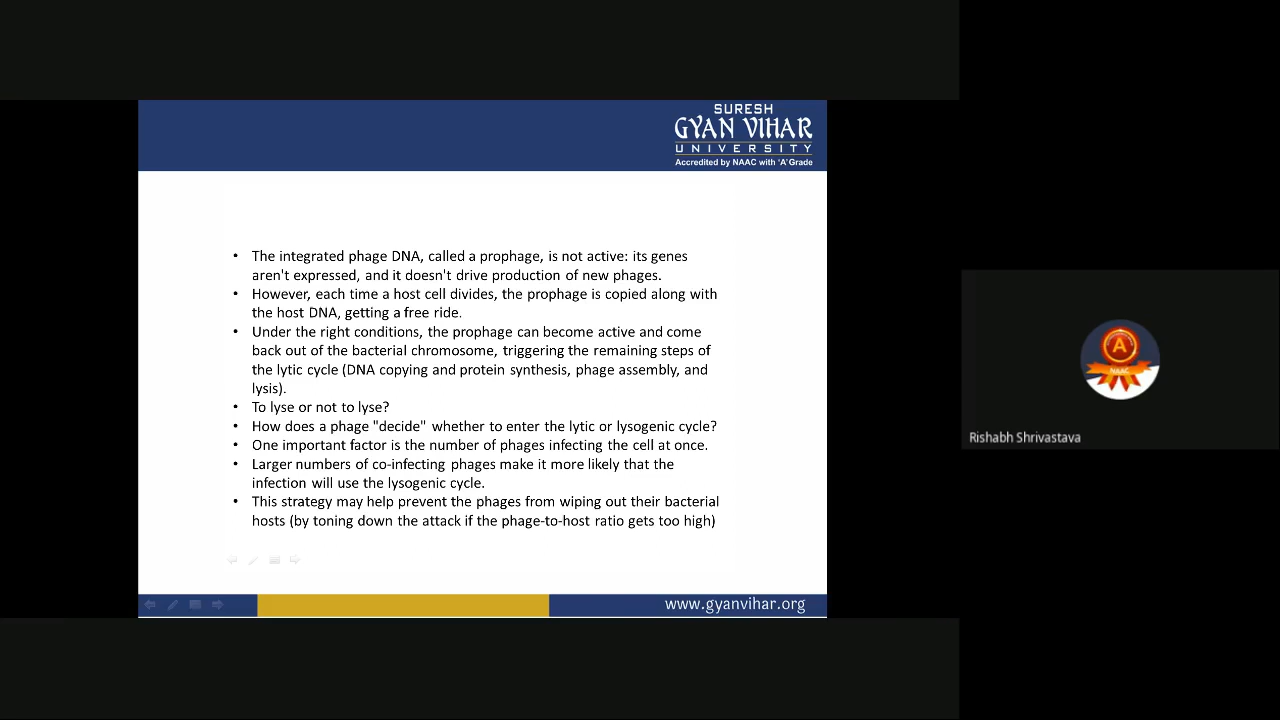 SURESH
GYAN VIHAR
UNIVERSITY
Accredited by NAAC with 'A' Grade
• The integrated phage DNA, called a prophage, is not active: its genes
aren't expressed, and it doesn't drive production of new phages.
• However, each time a host cell divides, the prophage is copied along with
the host DNA, getting a free ride.
• Under the right conditions, the prophage can become active and come
back out of the bacterial chromosome, triggering the remaining steps of
the lytic cycle (DNA copying and protein synthesis, phage assembly, and
lysis).
• To lyse or not to lyse?
• How does a phage "decide" whether to enter the lytic or lysogenic cycle?
• One important factor is the number of phages infecting the cell at once.
• Larger numbers of co-infecting phages make it more likely that the
infection will use the lysogenic cycle.
• This strategy may help prevent the phages from wiping out their bacterial
hosts (by toning down the attack if the phage-to-host ratio gets too high)
www.gyanvihar.org
A
NAAC
Rishabh Shrivastava